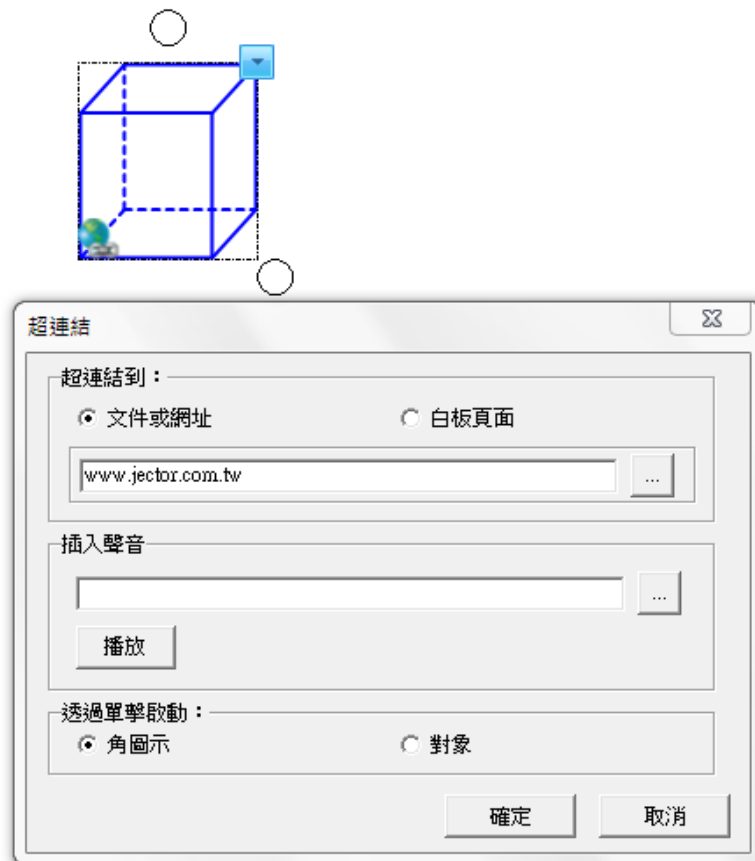 超連結
超連結到：
文件或網址 白板頁面
www.jector.com.tw ...
插入聲音
...
播放
透過單擊啟動：
角圖示 對象
確定 取消